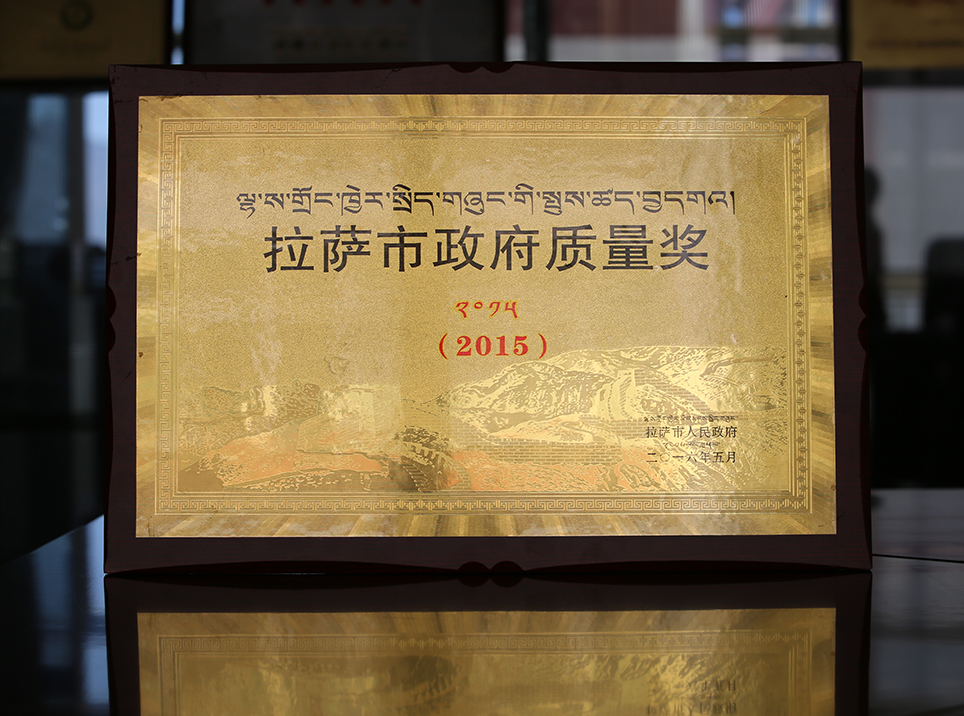 ལྷ་ས་གྲོང་ཁྱེར་སྲིད་གཞུང་གི་སྤུས་ཚད་བྱ་དགའ།
拉萨市政府质量奖
༢༠༡༥
(2015)
拉萨市人民政府
二〇一六年五月